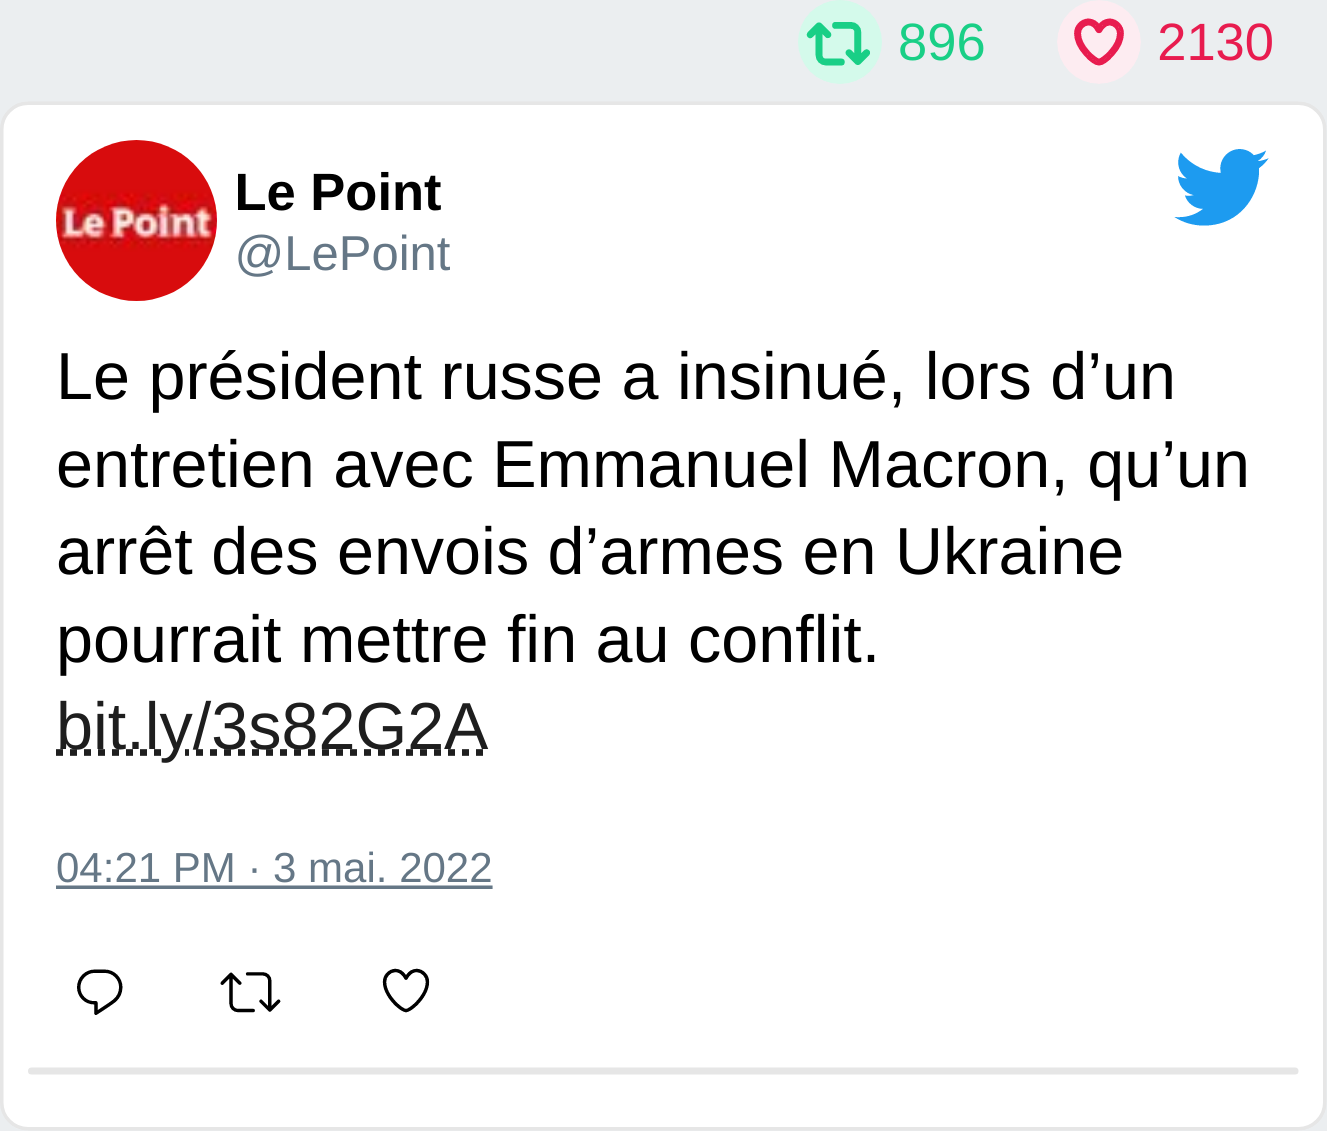 896 2130
Le Point
Le Point
@LePoint
Le président russe a insinué, lors d’un
entretien avec Emmanuel Macron, qu’un
arrêt des envois d’armes en Ukraine
pourrait mettre fin au conflit.
bit.ly/3s82G2A
04:21 PM · 3 mai. 2022